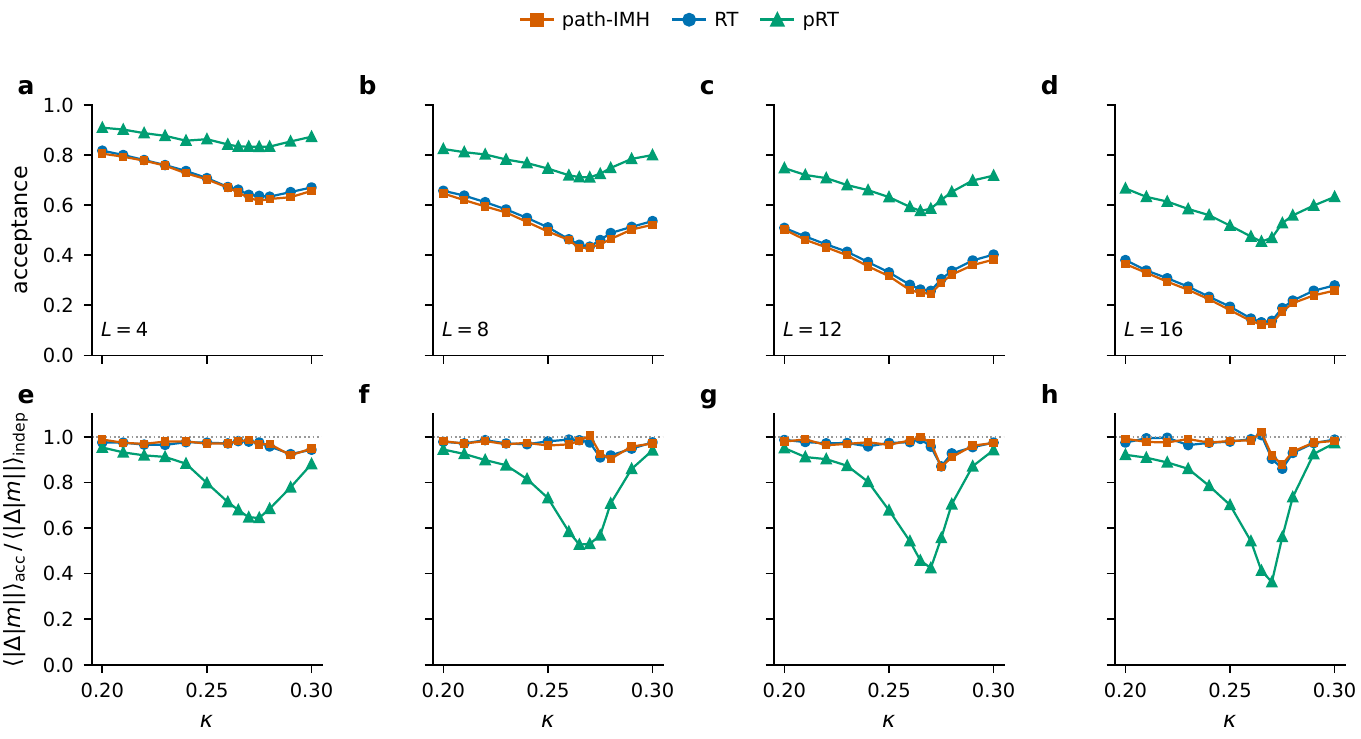 path-IMH RT pRT
a b c d
acceptance
1.0
0.8
0.6
0.4
0.2
0.0
L = 4 L = 8 L = 12 L = 16
e f g h
⟨|Δ|m||⟩acc / ⟨|Δ|m||⟩indep
1.0
0.8
0.6
0.4
0.2
0.0
0.20 0.25 0.30 0.20 0.25 0.30 0.20 0.25 0.30 0.20 0.25 0.30
κ κ κ κ